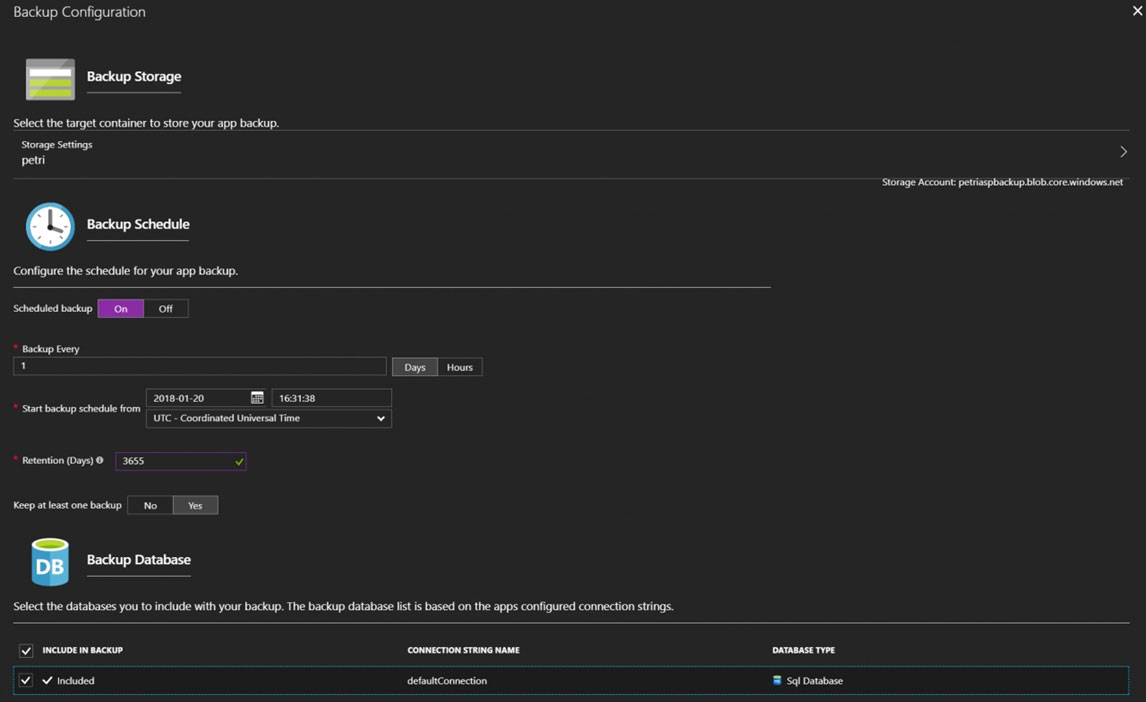 Backup Configuration
Backup Storage
Select the target container to store your app backup.
Storage Settings
petri
Storage Account: petriaspbackup.blob.core.windows.net
Backup Schedule
Configure the schedule for your app backup.
Scheduled backup On Off
* Backup Every
1 Days Hours
2018-01-20 16:31:38
* Start backup schedule from
UTC - Coordinated Universal Time
* Retention (Days) 3655
Keep at least one backup No Yes
DB
Backup Database
Select the databases you to include with your backup. The backup database list is based on the apps configured connection strings.
INCLUDE IN BACKUP CONNECTION STRING NAME DATABASE TYPE
Included defaultConnection Sql Database